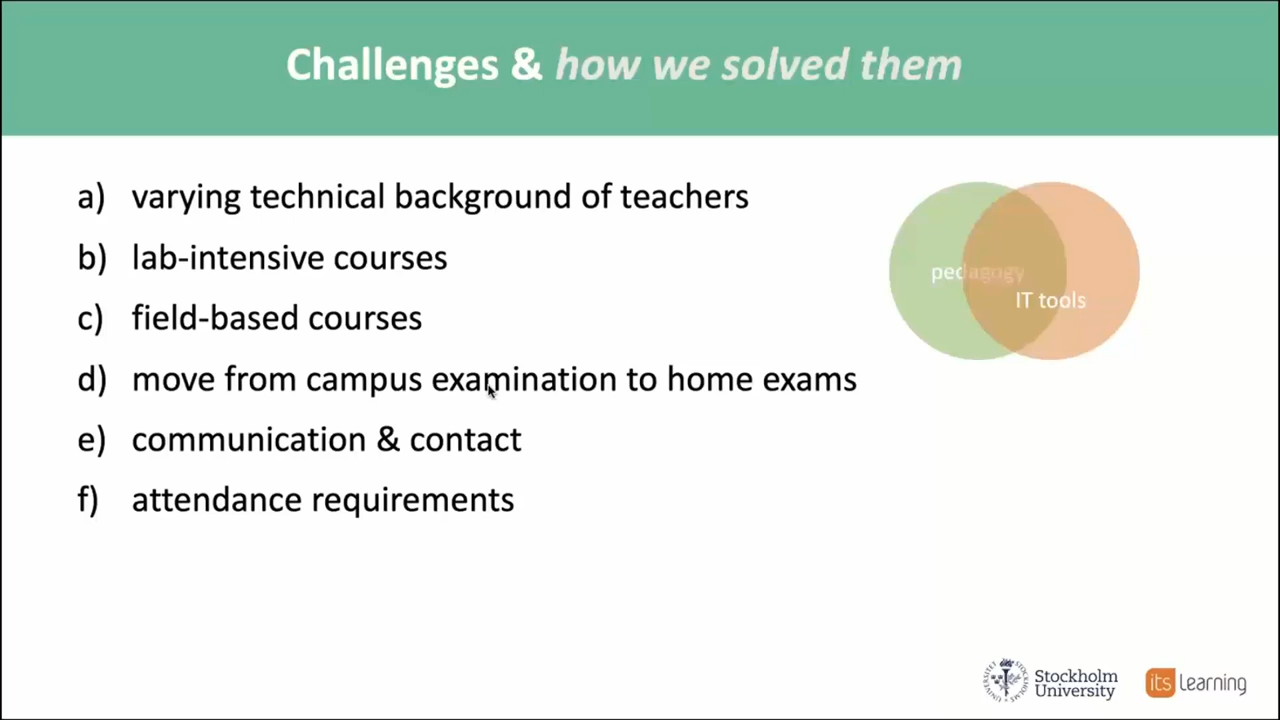 Challenges & how we solved them
a) varying technical background of teachers
b) lab-intensive courses
c) field-based courses
d) move from campus examination to home exams
e) communication & contact
f) attendance requirements
pedagogy
IT tools
Stockholm
University
its Learning